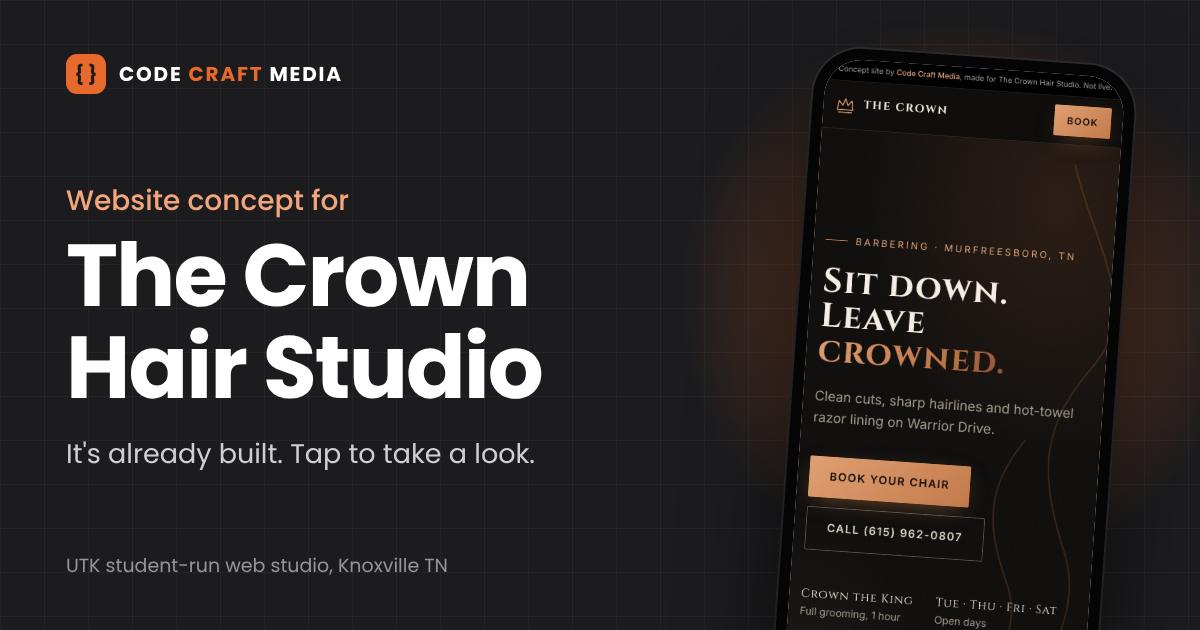 { } CODE CRAFT MEDIA
Website concept for
The Crown
Hair Studio
It's already built. Tap to take a look.
UTK student-run web studio, Knoxville TN
Concept site by Code Craft Media, made for The Crown Hair Studio. Not live.
THE CROWN
BOOK
BARBERING · MURFREESBORO, TN
SIT DOWN.
LEAVE
CROWNED.
Clean cuts, sharp hairlines and hot-towel
razor lining on Warrior Drive.
BOOK YOUR CHAIR
CALL (615) 962-0807
CROWN THE KING
Full grooming, 1 hour
TUE · THU · FRI · SAT
Open days